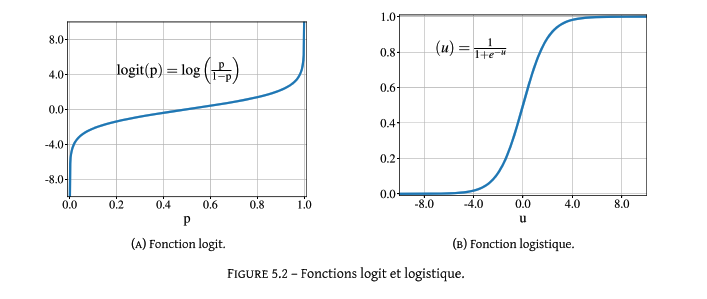 8.0
4.0
0.0
-4.0
-8.0
logit(p) = log(p/(1−p))
0.0 0.2 0.4 0.6 0.8 1.0
p
(A) Fonction logit.
1.0
0.8
0.6
0.4
0.2
0.0
(u) = 1/(1+e^−u)
-8.0 -4.0 0.0 4.0 8.0
u
(B) Fonction logistique.
FIGURE 5.2 – Fonctions logit et logistique.